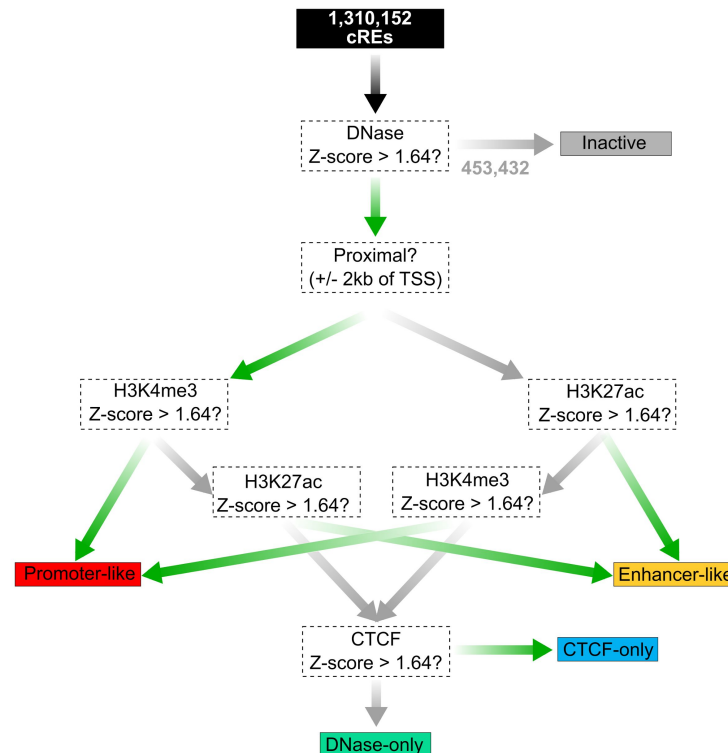 1,310,152
cREs
DNase
Z-score > 1.64?
Inactive
453,432
Proximal?
(+/- 2kb of TSS)
H3K4me3
Z-score > 1.64?
H3K27ac
Z-score > 1.64?
H3K27ac
Z-score > 1.64?
H3K4me3
Z-score > 1.64?
Promoter-like
Enhancer-like
CTCF
Z-score > 1.64?
CTCF-only
DNase-only